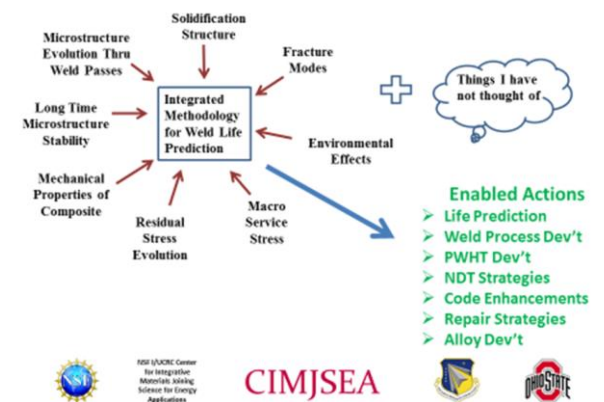 Solidification
Structure
Microstructure
Evolution Thru
Weld Passes
Fracture
Modes
Long Time
Microstructure
Stability
Integrated
Methodology
for Weld Life
Prediction
Things I have
not thought of
Environmental
Effects
Mechanical
Properties of
Composite
Residual
Stress
Evolution
Macro
Service
Stress
Enabled Actions
Life Prediction
Weld Process Dev't
PWHT Dev't
NDT Strategies
Code Enhancements
Repair Strategies
Alloy Dev't
NSF
NSF I/UCRC Center
for Integrative
Materials Joining
Science for Energy
Applications
CIMJSEA
OHIO STATE